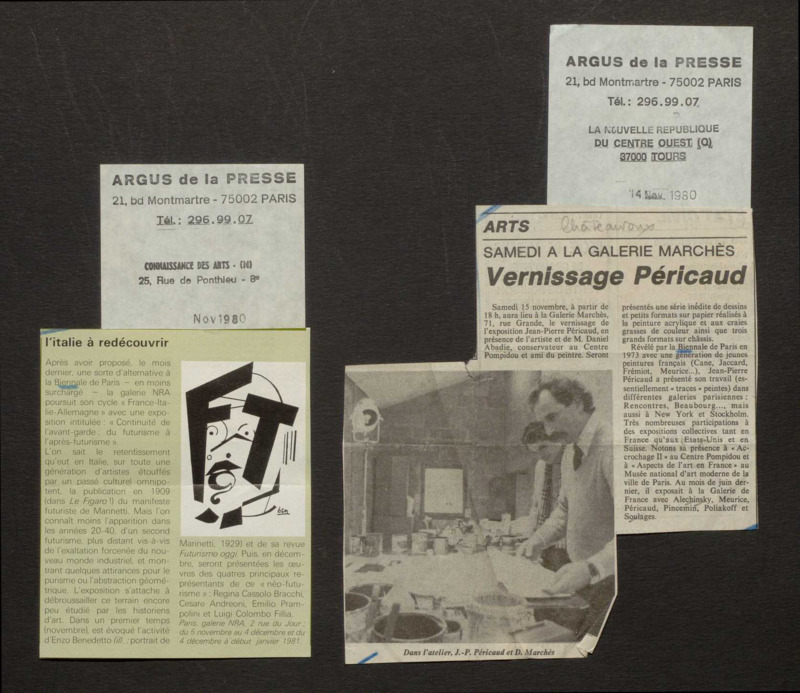 ARGUS de la PRESSE
21, bd Montmartre - 75002 PARIS
Tél.: 296.99.07
CONNAISSANCE DES ARTS - (M)
25, Rue de Ponthieu - 8e
Nov 1980
l'italie à redécouvrir
Après avoir proposé, le mois
dernier, une sorte d'alternative à
la Biennale de Paris — en moins
surchargé — la galerie NRA
poursuit son cycle « France-Ita-
lie-Allemagne » avec une expo-
sition intitulée : « Continuité de
l'avant-garde : du futurisme à
l'après-futurisme ».
L'on sait le retentissement
qu'eut en Italie, sur toute une
génération d'artistes étouffés
par un passé culturel omnipo-
tent, la publication en 1909
(dans Le Figaro !) du manifeste
futuriste de Marinetti. Mais l'on
connaît moins l'apparition dans
les années 20-40, d'un second
futurisme, plus distant vis-à-vis
de l'exaltation forcenée du nou-
veau monde industriel, et mon-
trant quelques attirances pour le
purisme ou l'abstraction géomé-
trique. L'exposition s'attache à
débroussailler ce terrain encore
peu étudié par les historiens
d'art. Dans un premier temps
(novembre), est évoqué l'activité
d'Enzo Benedetto (ill. : portrait de
FT
Marinetti, 1929) et de sa revue
Futurismo oggi. Puis, en décem-
bre, seront présentées les œu-
vres des quatre principaux re-
présentants de ce « néo-futu-
risme » : Regina Cassolo Bracchi,
Cesare Andreoni, Emilio Pram-
polini et Luigi-Colombo Fillia.
Paris, galerie NRA, 2 rue du Jour ;
du 5 novembre au 4 décembre et du
4 décembre à début janvier 1981.
ARGUS de la PRESSE
21, bd Montmartre - 75002 PARIS
Tél.: 296.99.07
LA NOUVELLE REPUBLIQUE
DU CENTRE OUEST (Q)
37000 TOURS
14 Nov. 1980
ARTS
Châteauroux
SAMEDI A LA GALERIE MARCHÈS
Vernissage Péricaud
Samedi 15 novembre, à partir de
18 h, aura lieu à la Galerie Marchès,
71, rue Grande, le vernissage de
l'exposition Jean-Pierre Péricaud, en
présence de l'artiste et de M. Daniel
Abadie, conservateur au Centre
Pompidou et ami du peintre. Seront
présentés une série inédite de dessins
et petits formats sur papier réalisés à
la peinture acrylique et aux craies
grasses de couleur ainsi que trois
grands formats sur châssis.
Révélé par la Biennale de Paris en
1973 avec une génération de jeunes
peintres français (Cane, Jaccard,
Frémiot, Meurice...), Jean-Pierre
Péricaud a présenté son travail (es-
sentiellement « traces » peintes) dans
différentes galeries parisiennes :
Rencontres, Beaubourg..., mais
aussi à New York et Stockholm.
Très nombreuses participations à
des expositions collectives tant en
France qu'aux Etats-Unis et en
Suisse. Notons sa présence à « Ac-
crochage II » au Centre Pompidou et
à « Aspects de l'art en France » au
Musée national d'art moderne de la
ville de Paris. Au mois de juin der-
nier, il exposait à la Galerie de
France avec Alechinsky, Meurice,
Péricaud, Pincemin, Poliakoff et
Soulages.
Dans l'atelier, J.-P. Péricaud et D. Marchès